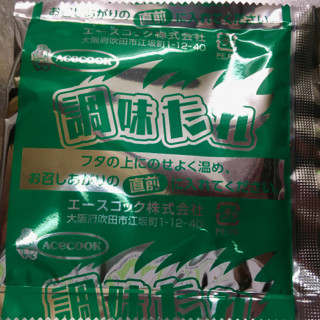 お召しあがりの直前に入れてください。
エースコック株式会社
大阪府吹田市江坂町1-12-40
ACECOOK
調味たれ
フタの上にのせよく温め、
お召しあがりの直前に入れてください
エースコック株式会社
大阪府吹田市江坂町1-12-40
ACECOOK
調味たれ